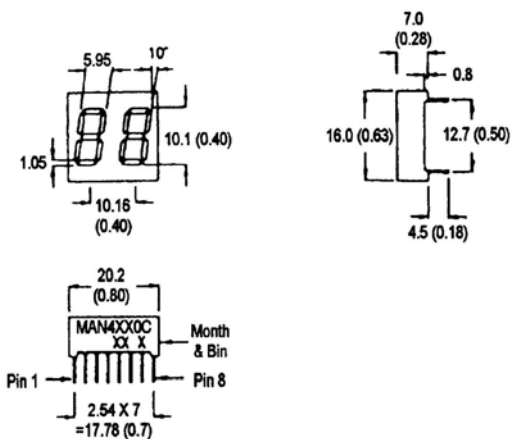 5.95
10°
10.1 (0.40)
1.05
10.16
(0.40)
7.0
(0.28)
0.8
16.0 (0.63)
12.7 (0.50)
4.5 (0.18)
20.2
(0.80)
MAN4XX0C
XX X
Month
& Bin
Pin 1
Pin 8
2.54 X 7
=17.78 (0.7)